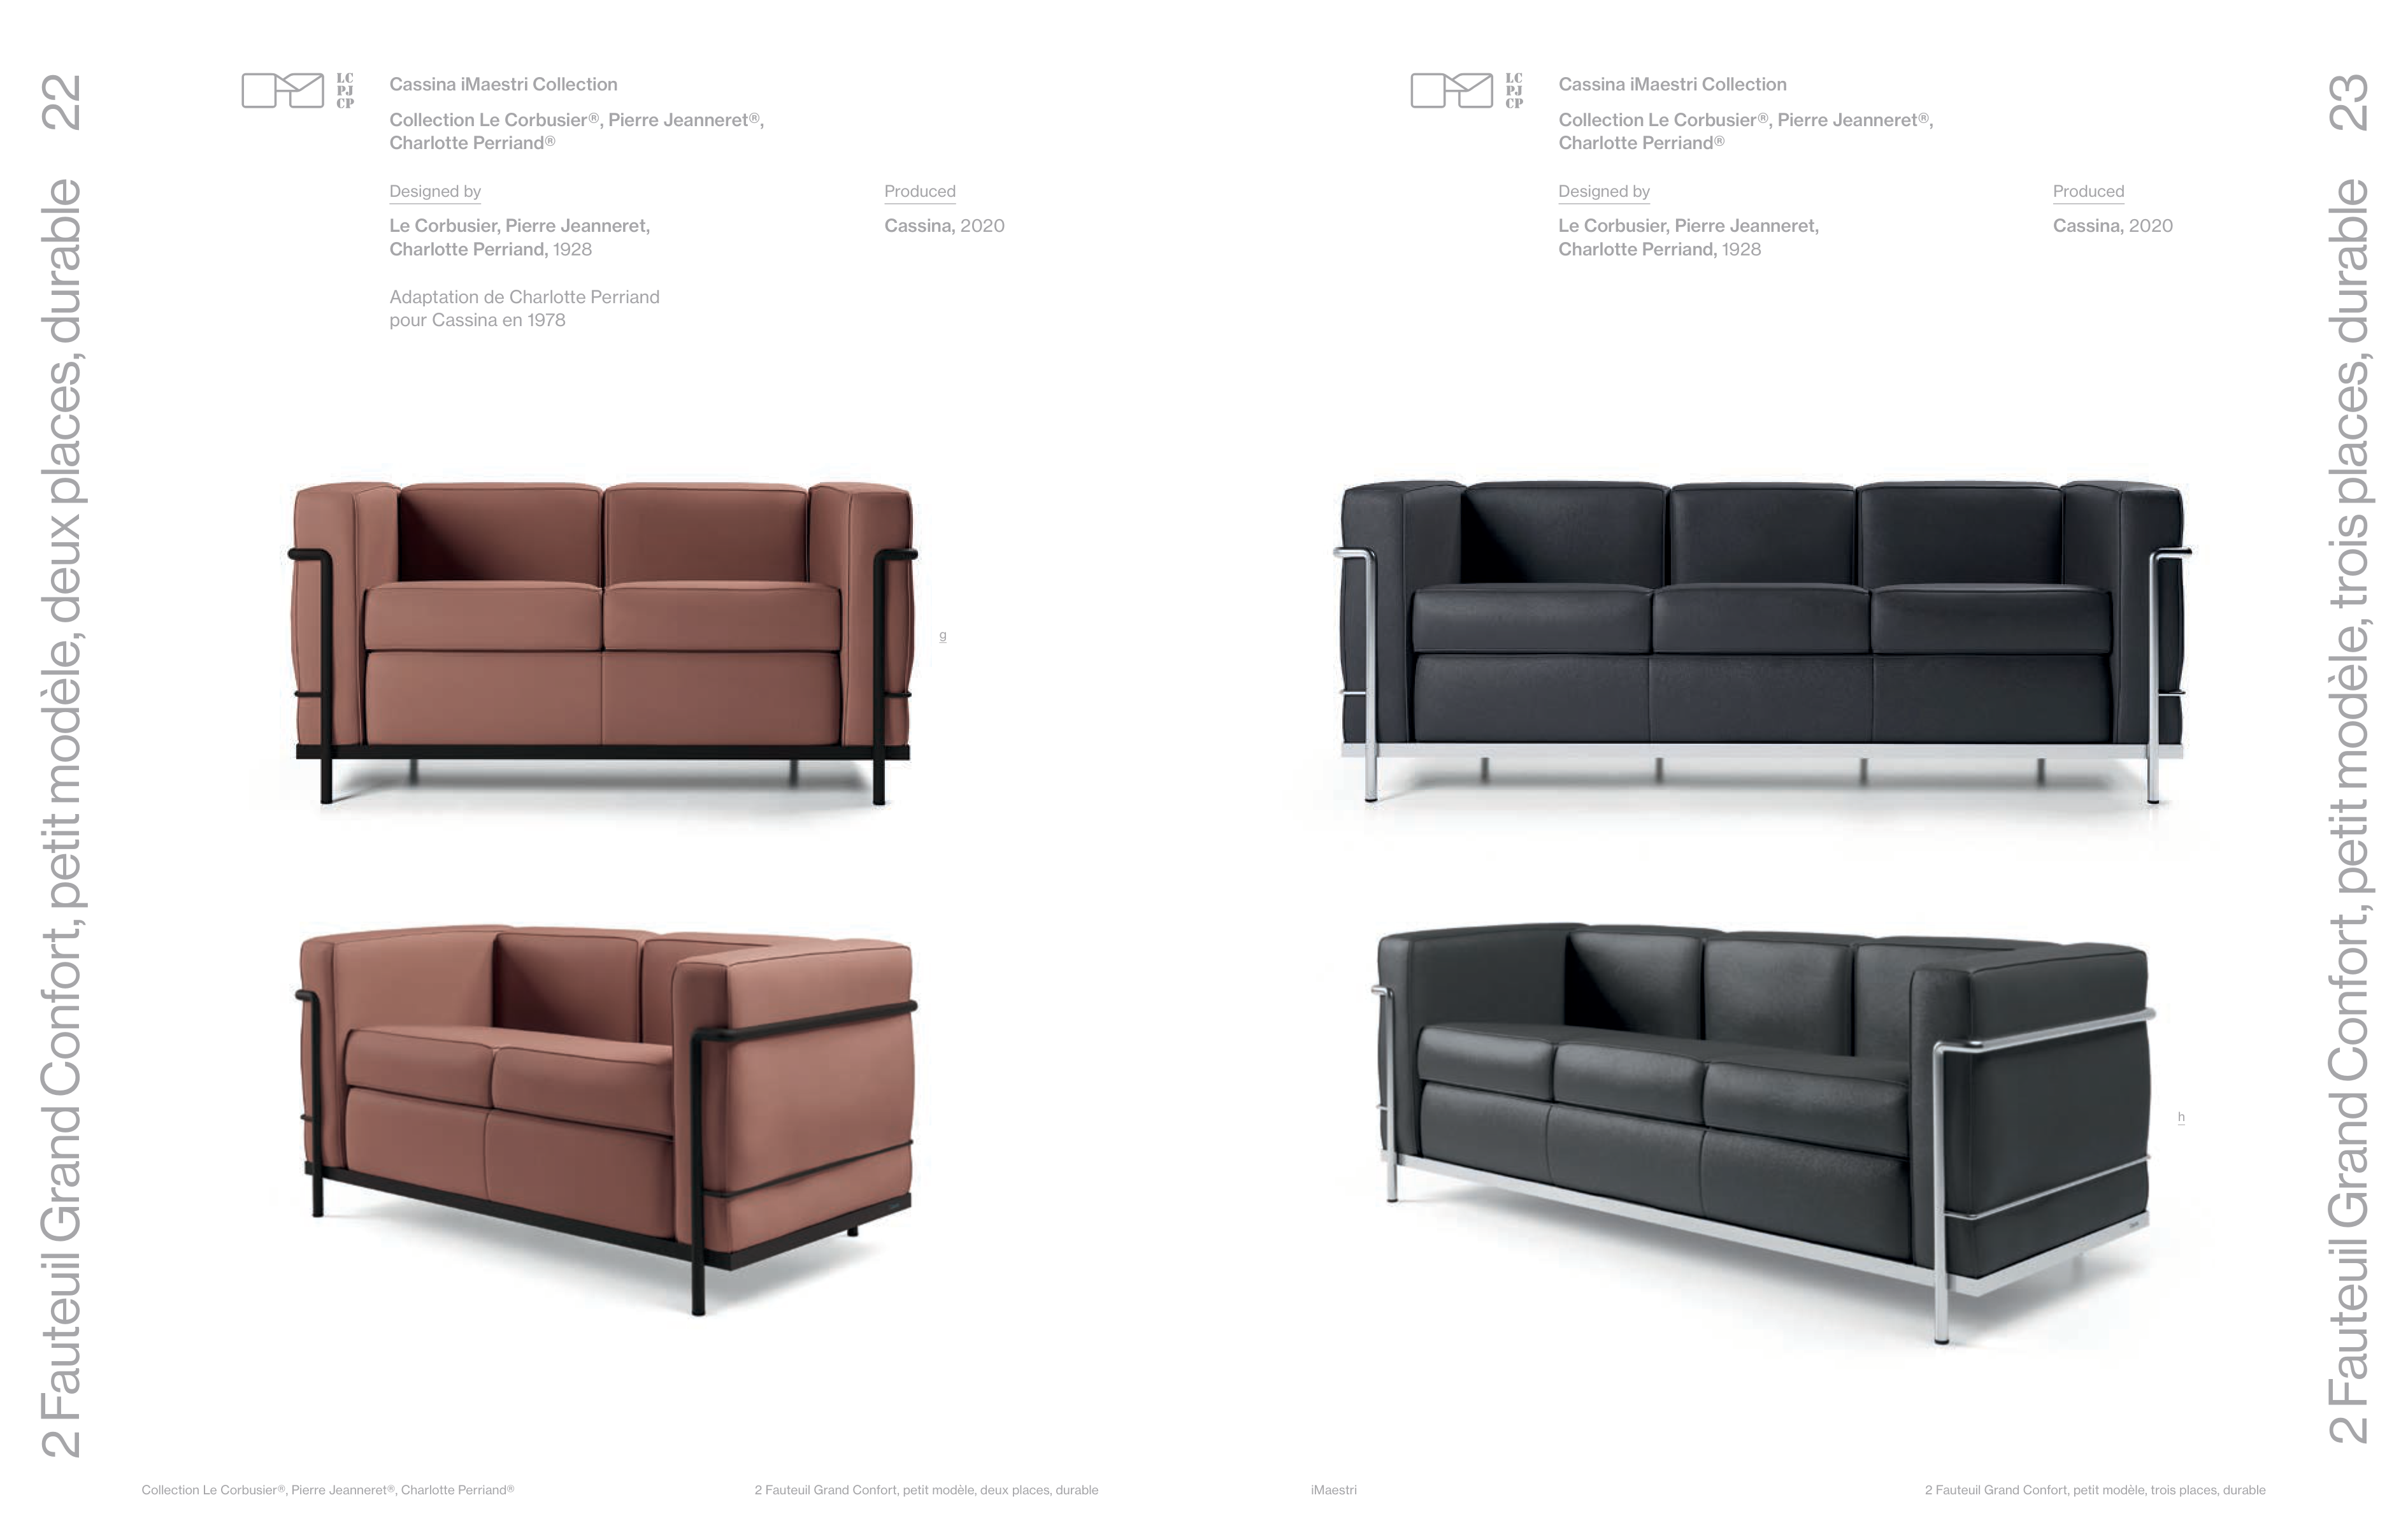 22
2 Fauteuil Grand Confort, petit modèle, deux places, durable
LC
PJ
CP
Cassina iMaestri Collection
Collection Le Corbusier®, Pierre Jeanneret®,
Charlotte Perriand®
Designed by
Le Corbusier, Pierre Jeanneret,
Charlotte Perriand, 1928
Produced
Cassina, 2020
Adaptation de Charlotte Perriand
pour Cassina en 1978
g
Collection Le Corbusier®, Pierre Jeanneret®, Charlotte Perriand®
2 Fauteuil Grand Confort, petit modèle, deux places, durable
LC
PJ
CP
Cassina iMaestri Collection
Collection Le Corbusier®, Pierre Jeanneret®,
Charlotte Perriand®
Designed by
Le Corbusier, Pierre Jeanneret,
Charlotte Perriand, 1928
Produced
Cassina, 2020
h
iMaestri
2 Fauteuil Grand Confort, petit modèle, trois places, durable
23
2 Fauteuil Grand Confort, petit modèle, trois places, durable